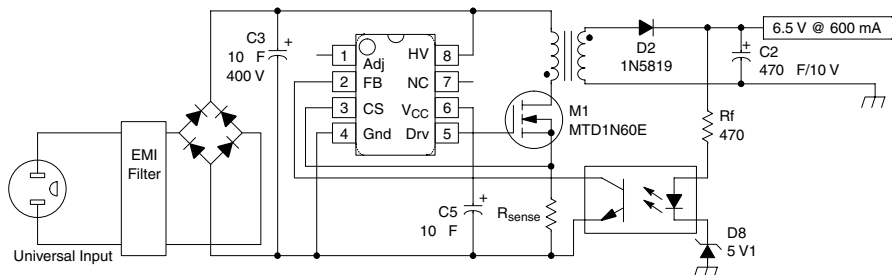 C3
10 F
400 V
+
1
Adj
HV
8
2
FB
NC
7
3
CS
VCC
6
4
Gnd
Drv
5
M1
MTD1N60E
D2
1N5819
6.5 V @ 600 mA
+
C2
470 F/10 V
Rf
470
EMI
Filter
Universal Input
C5
10 F
+
Rsense
D8
5 V1